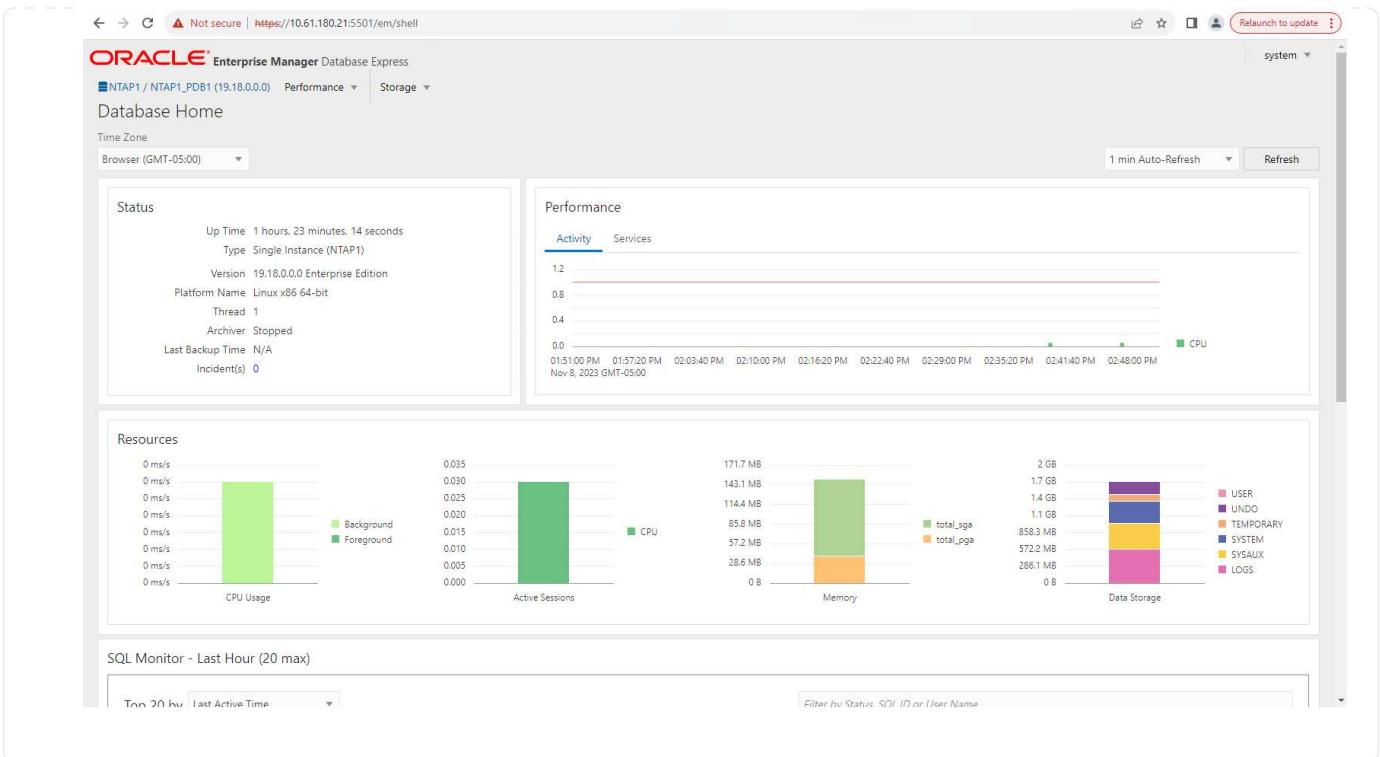 Not secure | https://10.61.180.21:5501/em/shell
Relaunch to update
ORACLE Enterprise Manager Database Express
system
NTAP1 / NTAP1_PDB1 (19.18.0.0.0) Performance Storage
Database Home
Time Zone
Browser (GMT-05:00)
1 min Auto-Refresh Refresh
Status
Up Time 1 hours, 23 minutes, 14 seconds
Type Single Instance (NTAP1)
Version 19.18.0.0.0 Enterprise Edition
Platform Name Linux x86 64-bit
Thread 1
Archiver Stopped
Last Backup Time N/A
Incident(s) 0
Performance
Activity Services
1.2
0.8
0.4
0.0
CPU
01:51:00 PM 01:57:20 PM 02:03:40 PM 02:10:00 PM 02:16:20 PM 02:22:40 PM 02:29:00 PM 02:35:20 PM 02:41:40 PM 02:48:00 PM
Nov 8, 2023 GMT-05:00
Resources
0 ms/s
0 ms/s
0 ms/s
0 ms/s
0 ms/s
0 ms/s
0 ms/s
0 ms/s
Background
Foreground
CPU Usage
0.035
0.030
0.025
0.020
0.015
0.010
0.005
0.000
CPU
Active Sessions
171.7 MB
143.1 MB
114.4 MB
85.8 MB
57.2 MB
28.6 MB
0 B
total_sga
total_pga
Memory
2 GB
1.7 GB
1.4 GB
1.1 GB
858.3 MB
572.2 MB
286.1 MB
0 B
USER
UNDO
TEMPORARY
SYSTEM
SYSAUX
LOGS
Data Storage
SQL Monitor - Last Hour (20 max)
Top 20 by Last Active Time
Filter by Status, SQL ID or User Name